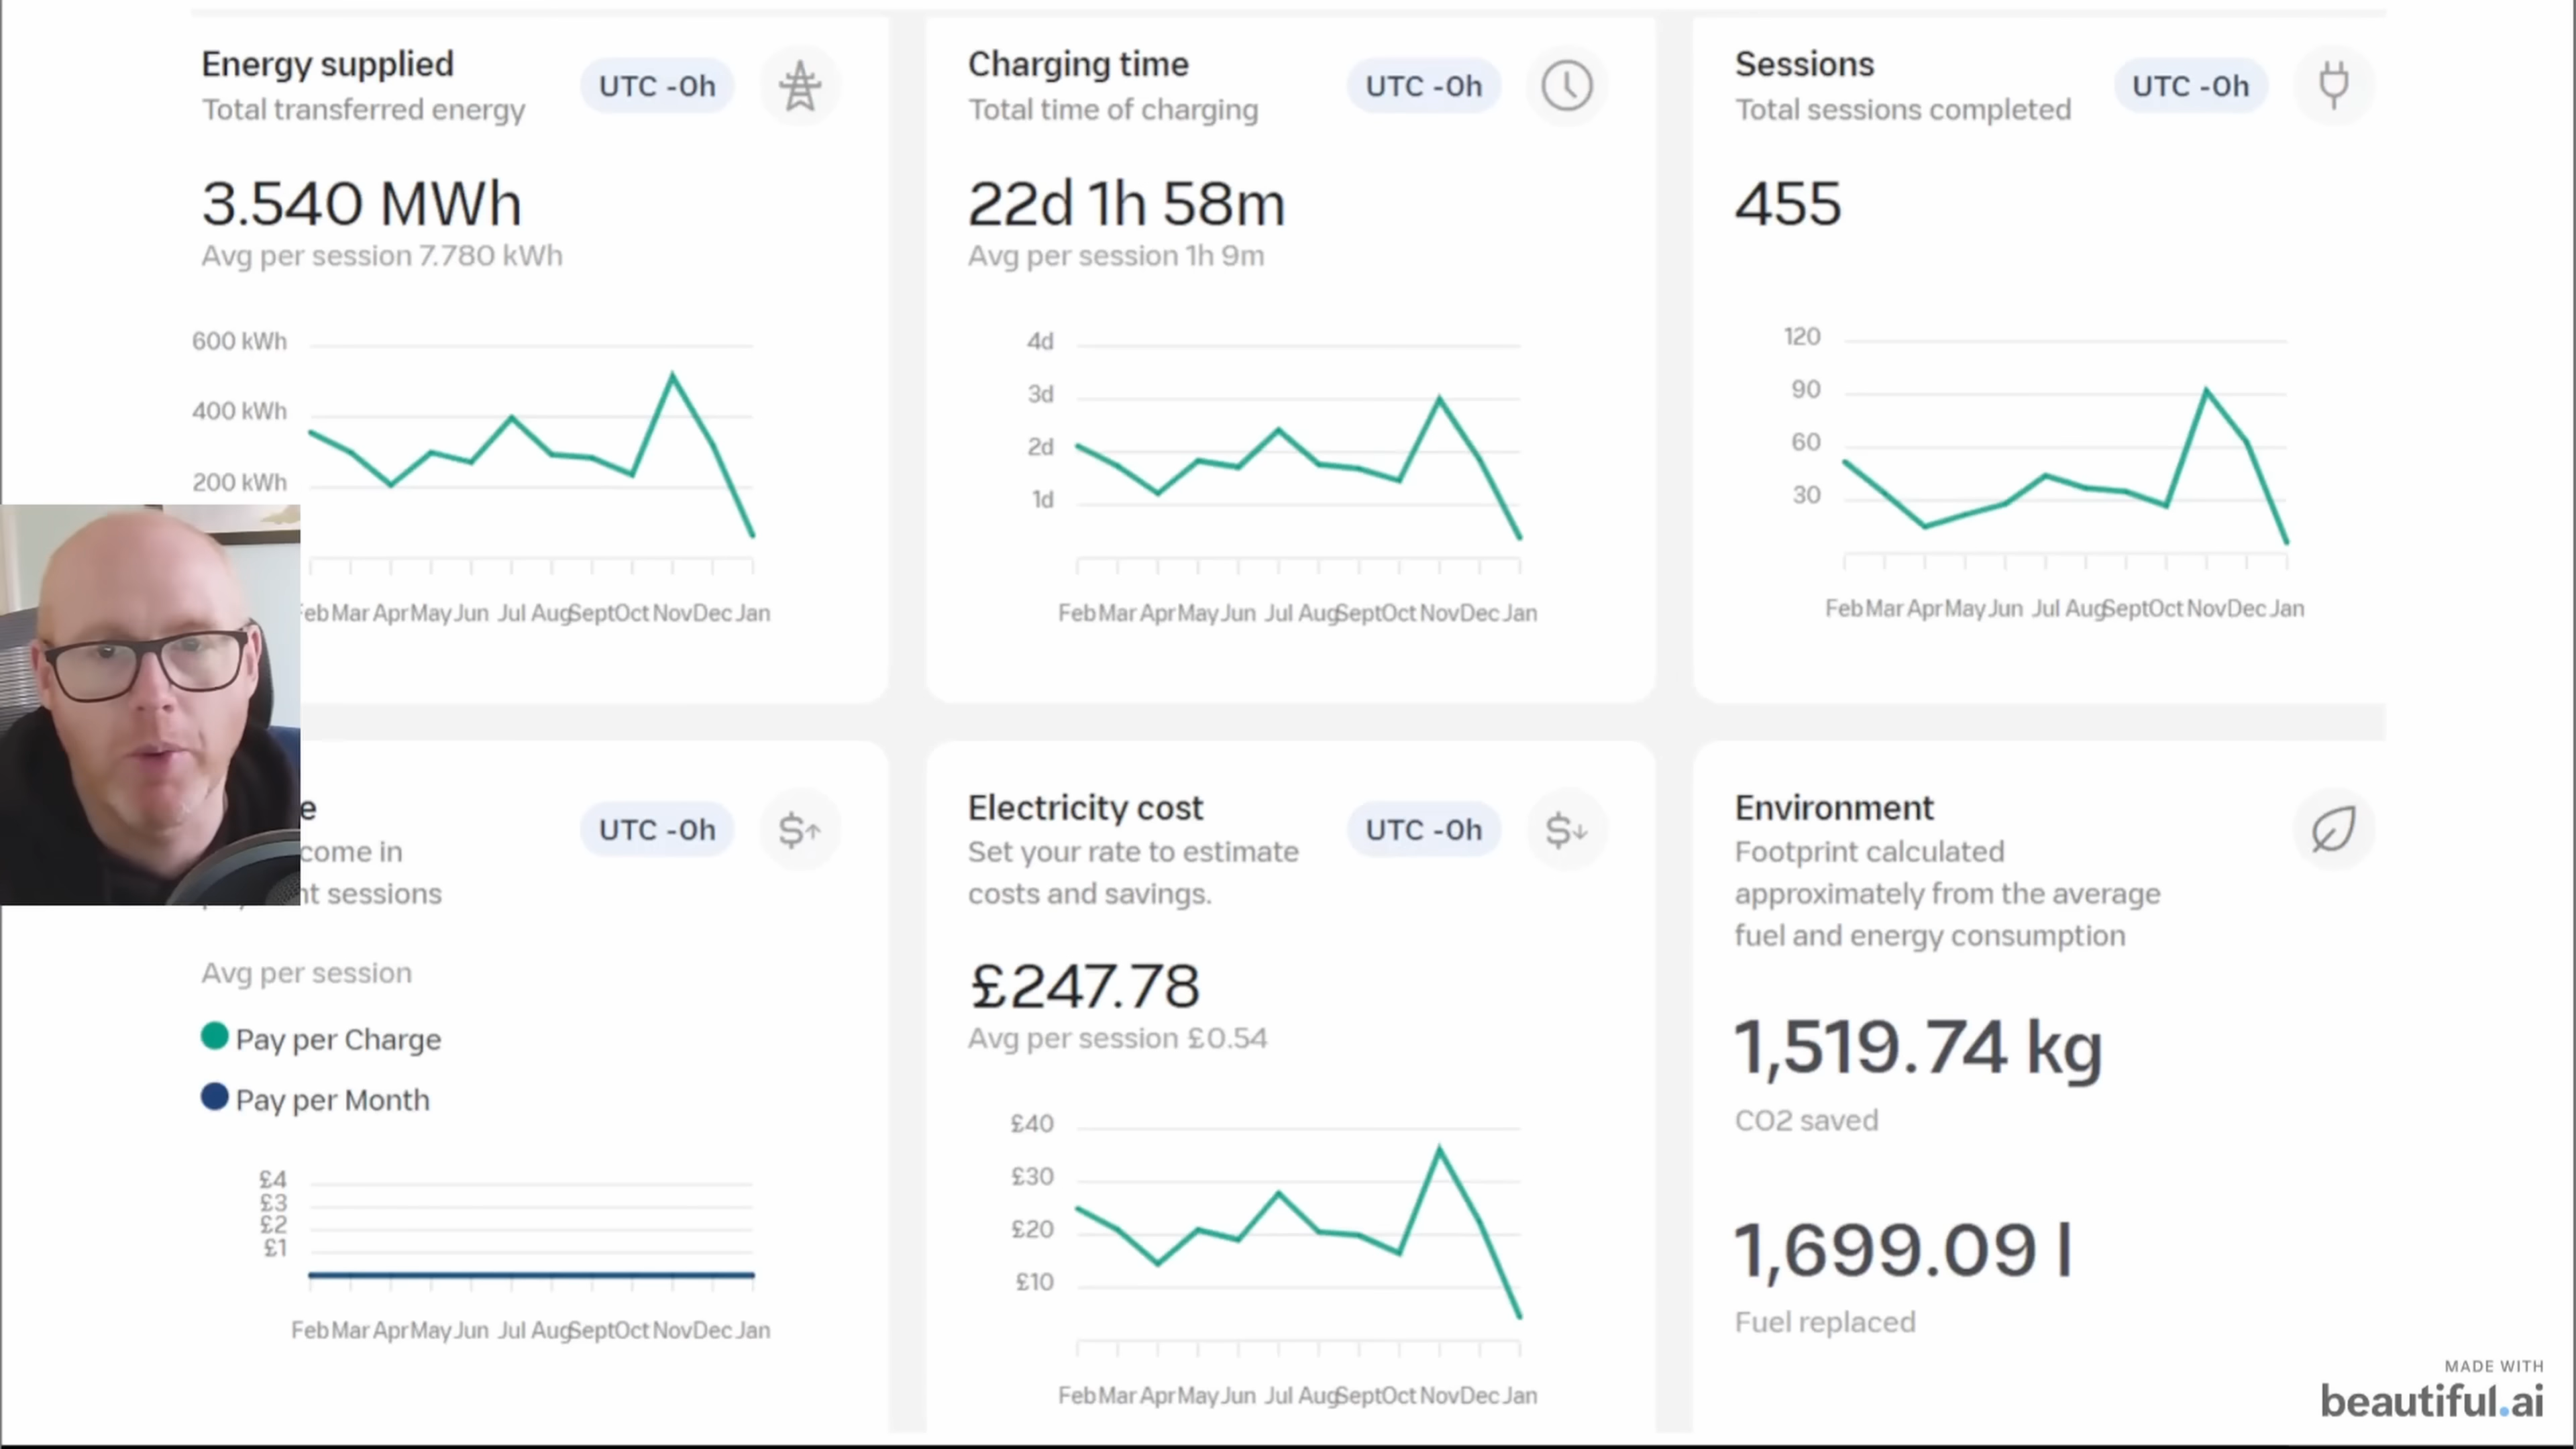 Energy supplied
Total transferred energy
UTC -0h
3.540 MWh
Avg per session 7.780 kWh
600 kWh
400 kWh
200 kWh
Mar Apr May Jun Jul Aug Sept Oct Nov Dec Jan
Charging time
Total time of charging
UTC -0h
22d 1h 58m
Avg per session 1h 9m
4d
3d
2d
1d
Feb Mar Apr May Jun Jul Aug Sept Oct Nov Dec Jan
Sessions
Total sessions completed
UTC -0h
455
120
90
60
30
Feb Mar Apr May Jun Jul Aug Sept Oct Nov Dec Jan
come in
sessions
UTC -0h
$
Avg per session
Pay per Charge
Pay per Month
£4
£3
£2
£1
Feb Mar Apr May Jun Jul Aug Sept Oct Nov Dec Jan
Electricity cost
Set your rate to estimate
costs and savings.
UTC -0h
$
£247.78
Avg per session £0.54
£40
£30
£20
£10
Feb Mar Apr May Jun Jul Aug Sept Oct Nov Dec Jan
Environment
Footprint calculated
approximately from the average
fuel and energy consumption
1,519.74 kg
CO2 saved
1,699.09 l
Fuel replaced
MADE WITH
beautiful.ai